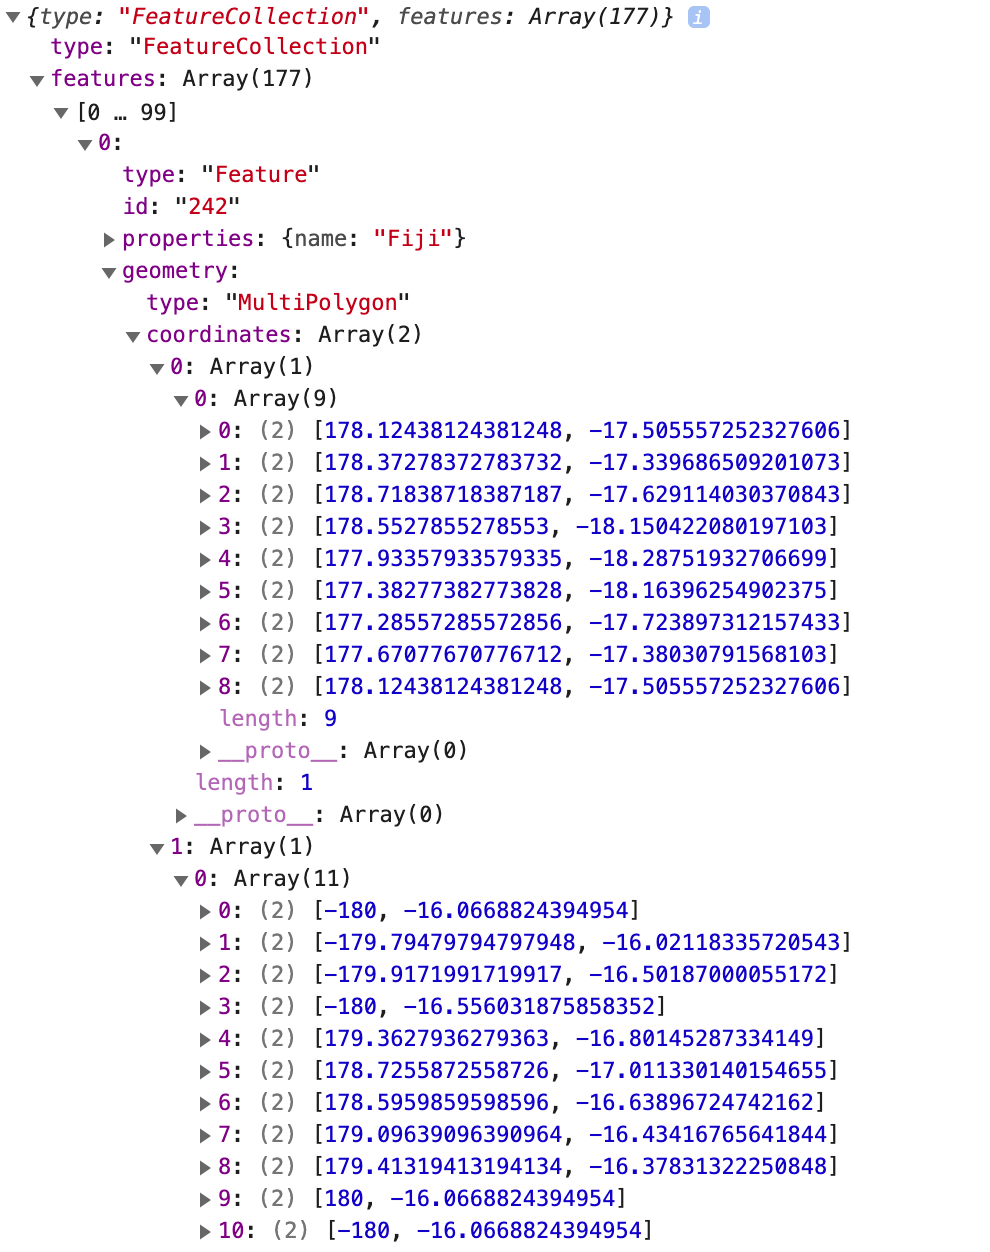 ▼{type: "FeatureCollection", features: Array(177)} i
type: "FeatureCollection"
▼features: Array(177)
▼[0 … 99]
▼0:
type: "Feature"
id: "242"
▶properties: {name: "Fiji"}
▼geometry:
type: "MultiPolygon"
▼coordinates: Array(2)
▼0: Array(1)
▼0: Array(9)
▶0: (2) [178.12438124381248, -17.505557252327606]
▶1: (2) [178.37278372783732, -17.339686509201073]
▶2: (2) [178.71838718387187, -17.629114030370843]
▶3: (2) [178.5527855278553, -18.150422080197103]
▶4: (2) [177.93357933579335, -18.28751932706699]
▶5: (2) [177.38277382773828, -18.16396254902375]
▶6: (2) [177.28557285572856, -17.723897312157433]
▶7: (2) [177.67077670776712, -17.38030791568103]
▶8: (2) [178.12438124381248, -17.505557252327606]
length: 9
▶__proto__: Array(0)
length: 1
▶__proto__: Array(0)
▼1: Array(1)
▼0: Array(11)
▶0: (2) [-180, -16.0668824394954]
▶1: (2) [-179.79479794797948, -16.02118335720543]
▶2: (2) [-179.9171991719917, -16.50187000055172]
▶3: (2) [-180, -16.556031875858352]
▶4: (2) [179.3627936279363, -16.80145287334149]
▶5: (2) [178.7255872558726, -17.011330140154655]
▶6: (2) [178.5959859598596, -16.63896724742162]
▶7: (2) [179.09639096390964, -16.43416765641844]
▶8: (2) [179.41319413194134, -16.37831322250848]
▶9: (2) [180, -16.0668824394954]
▶10: (2) [-180, -16.0668824394954]